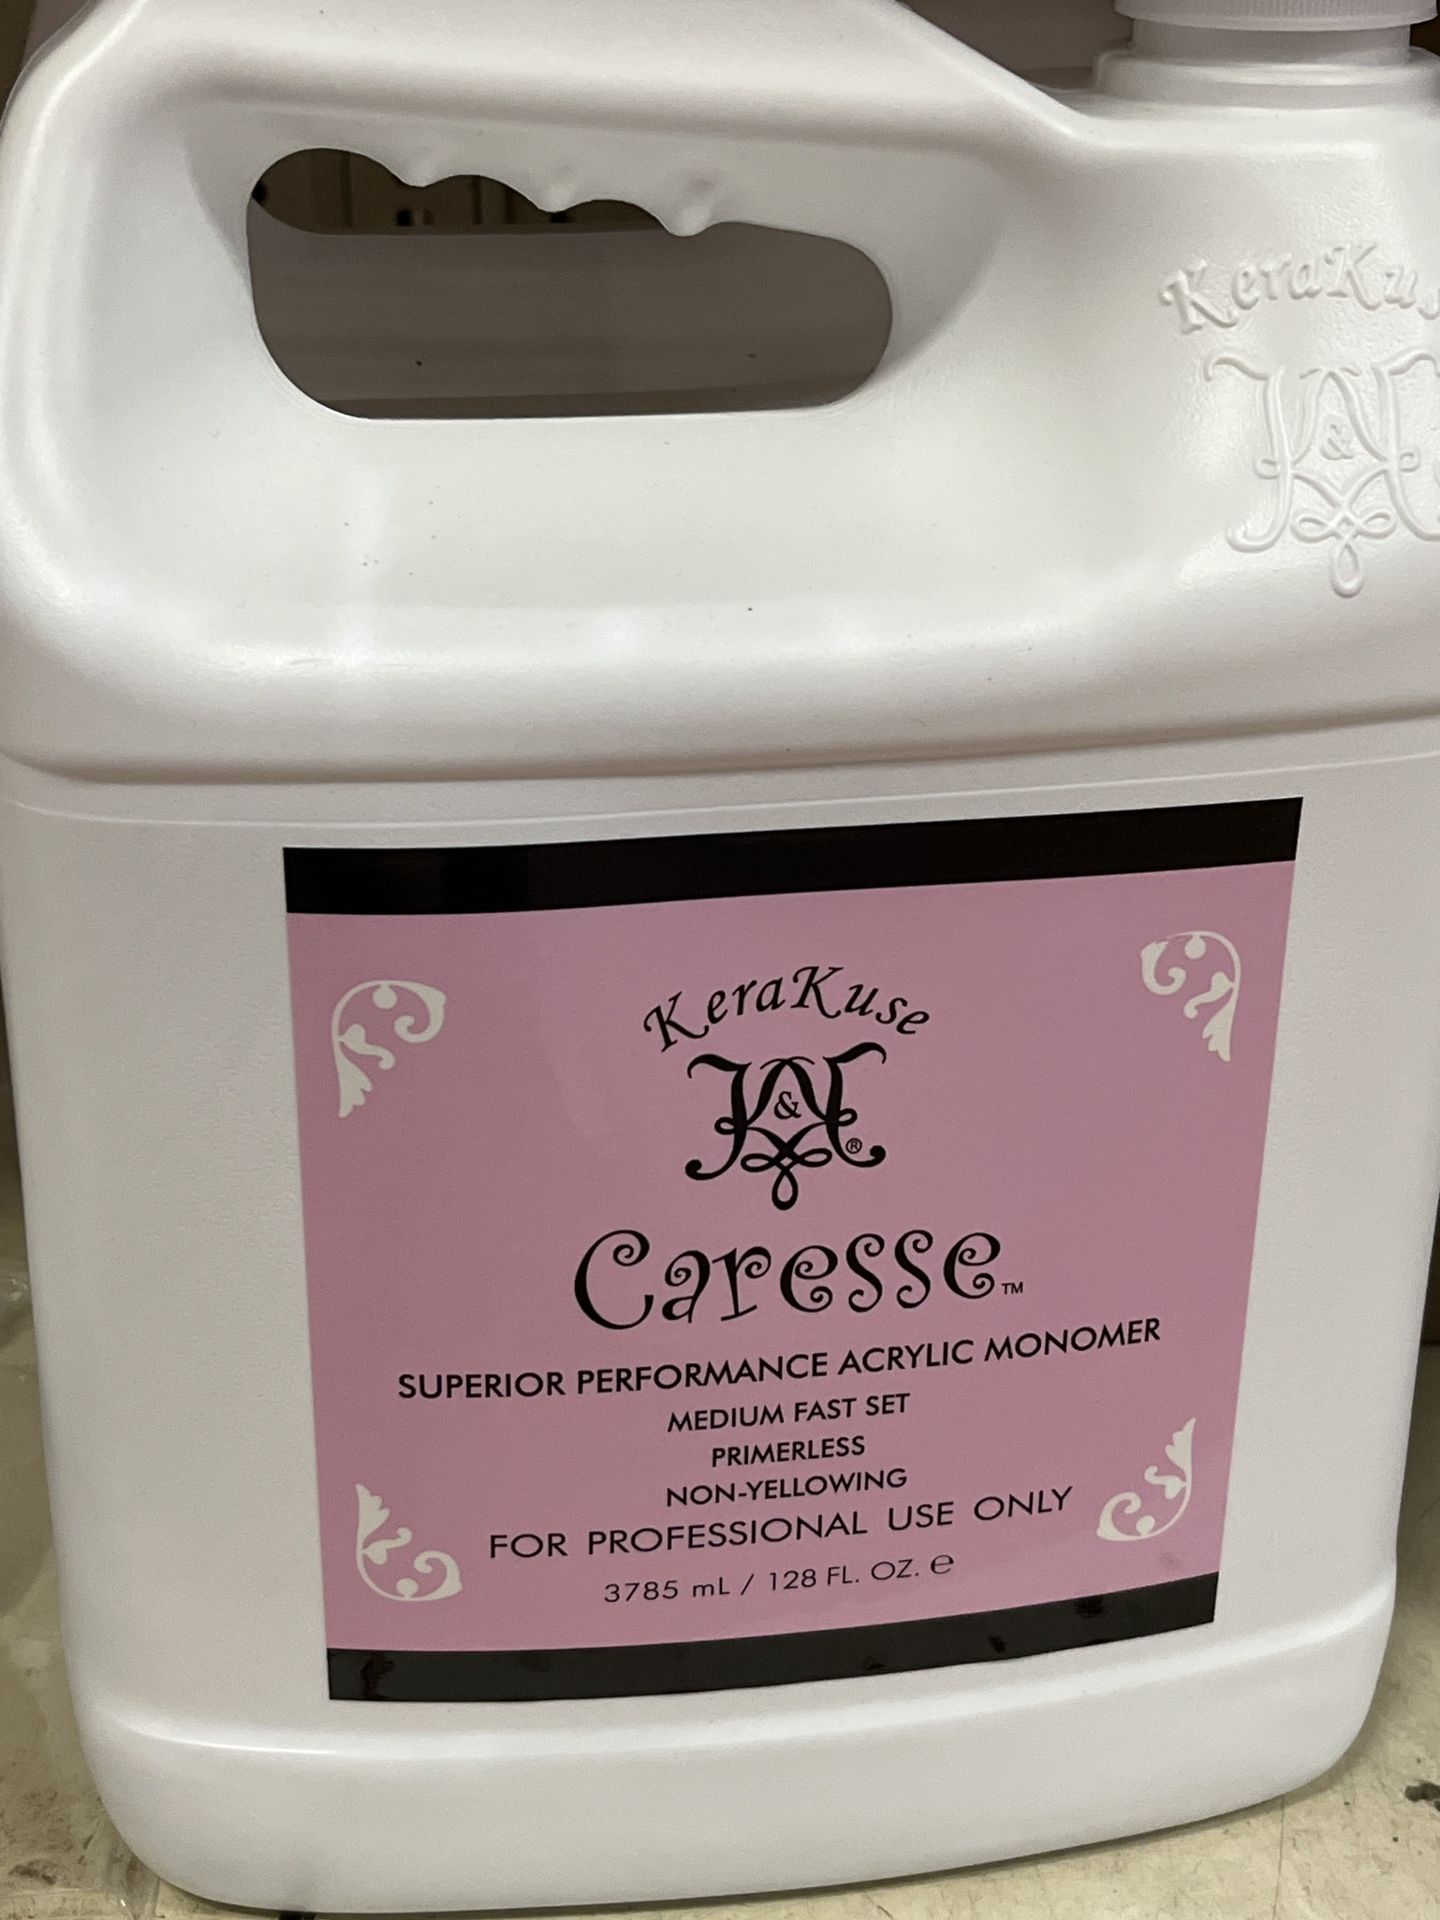 KeraKuse
K&K®
Caresse™
SUPERIOR PERFORMANCE ACRYLIC MONOMER
MEDIUM FAST SET
PRIMERLESS
NON-YELLOWING
FOR PROFESSIONAL USE ONLY
3785 mL / 128 FL. OZ. ℮